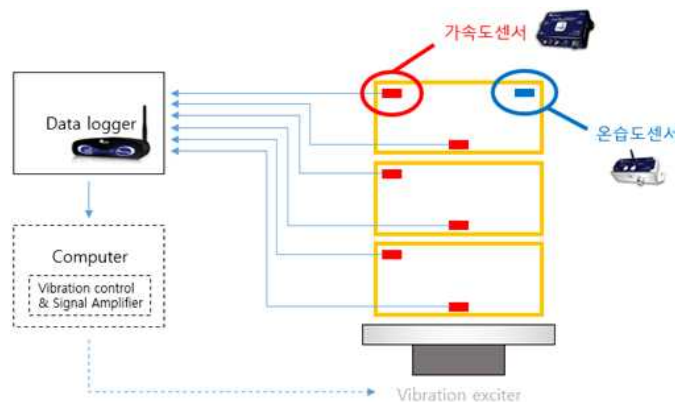 가속도센서
Data logger
온습도센서
Computer
Vibration control
& Signal Amplifier
Vibration exciter